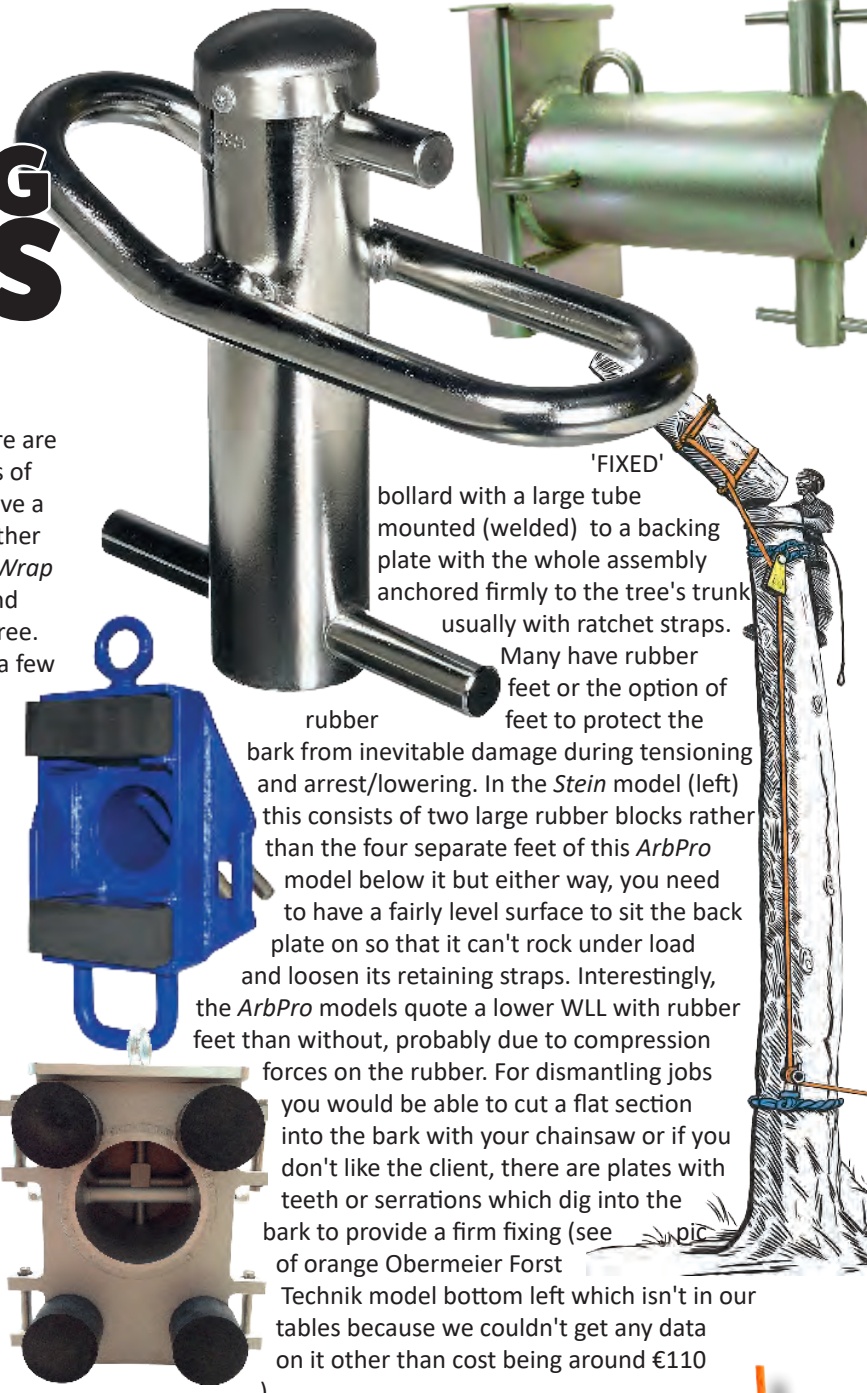 G
S
re are
s of
ve a
ther
Wrap
nd
ree.
a few
'FIXED'
bollard with a large tube
mounted (welded) to a backing
plate with the whole assembly
anchored firmly to the tree's trunk
usually with ratchet straps.
Many have rubber
feet or the option of
rubber feet to protect the
bark from inevitable damage during tensioning
and arrest/lowering. In the Stein model (left)
this consists of two large rubber blocks rather
than the four separate feet of this ArbPro
model below it but either way, you need
to have a fairly level surface to sit the back
plate on so that it can't rock under load
and loosen its retaining straps. Interestingly,
the ArbPro models quote a lower WLL with rubber
feet than without, probably due to compression
forces on the rubber. For dismantling jobs
you would be able to cut a flat section
into the bark with your chainsaw or if you
don't like the client, there are plates with
teeth or serrations which dig into the
bark to provide a firm fixing (see pic
of orange Obermeier Forst
Technik model bottom left which isn't in our
tables because we couldn't get any data
on it other than cost being around €110
)